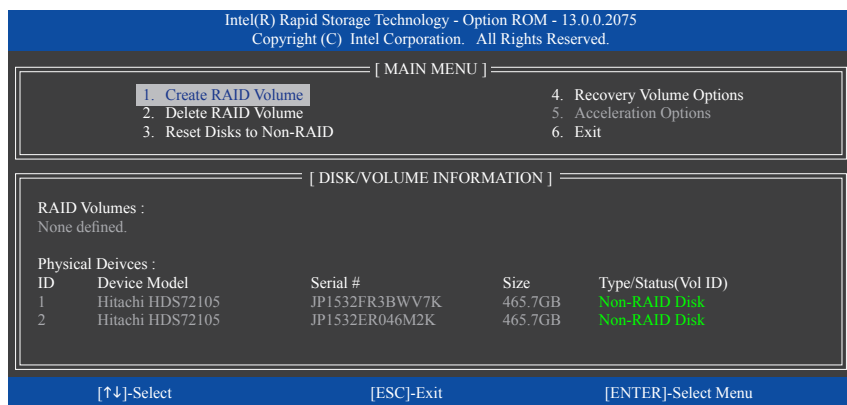 Intel(R) Rapid Storage Technology - Option ROM - 13.0.0.2075
Copyright (C) Intel Corporation. All Rights Reserved.
[ MAIN MENU ]
1. Create RAID Volume
2. Delete RAID Volume
3. Reset Disks to Non-RAID
4. Recovery Volume Options
5. Acceleration Options
6. Exit
[ DISK/VOLUME INFORMATION ]
RAID Volumes :
None defined.
Physical Deivces :
ID Device Model Serial # Size Type/Status(Vol ID)
1 Hitachi HDS72105 JP1532FR3BWV7K 465.7GB Non-RAID Disk
2 Hitachi HDS72105 JP1532ER046M2K 465.7GB Non-RAID Disk
[↑↓]-Select [ESC]-Exit [ENTER]-Select Menu